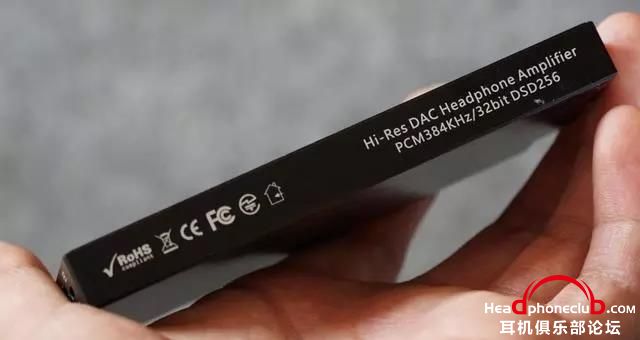 Hi-Res DAC Headphone Amplifier
PCM384KHz/32bit DSD256
RoHS
compliant
CE
FC
Headphoneclub.com
耳机俱乐部论坛